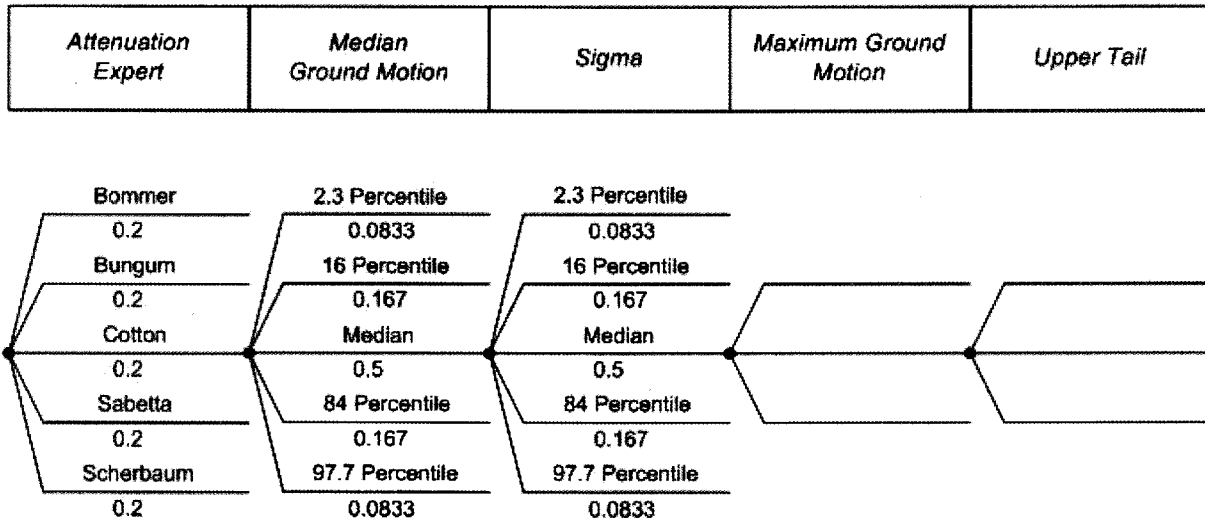 Attenuation Expert
Median Ground Motion
Sigma
Maximum Ground Motion
Upper Tail
Bommer
0.2
Bungum
0.2
Cotton
0.2
Sabetta
0.2
Scherbaum
0.2
2.3 Percentile
0.0833
16 Percentile
0.167
Median
0.5
84 Percentile
0.167
97.7 Percentile
0.0833
2.3 Percentile
0.0833
16 Percentile
0.167
Median
0.5
84 Percentile
0.167
97.7 Percentile
0.0833